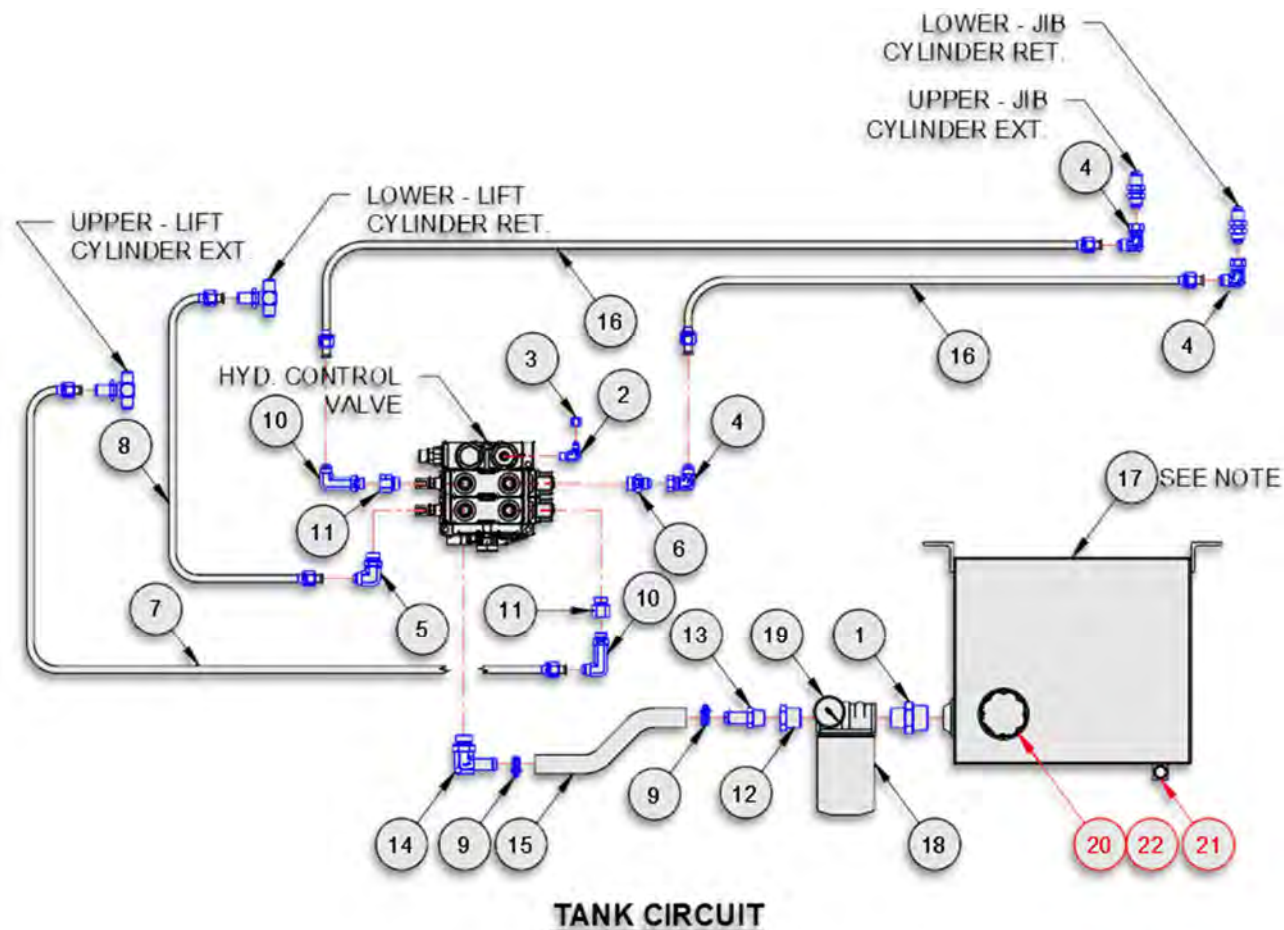 LOWER - JIB
CYLINDER RET.
UPPER - JIB
CYLINDER EXT.
4
LOWER - LIFT
CYLINDER RET.
UPPER - LIFT
CYLINDER EXT.
16
16
4
3
HYD. CONTROL
VALVE
2
10
4
8
17 SEE NOTE
11
6
7
5
11
10
13
19
1
9
12
14
9
15
18
20
22
21
TANK CIRCUIT